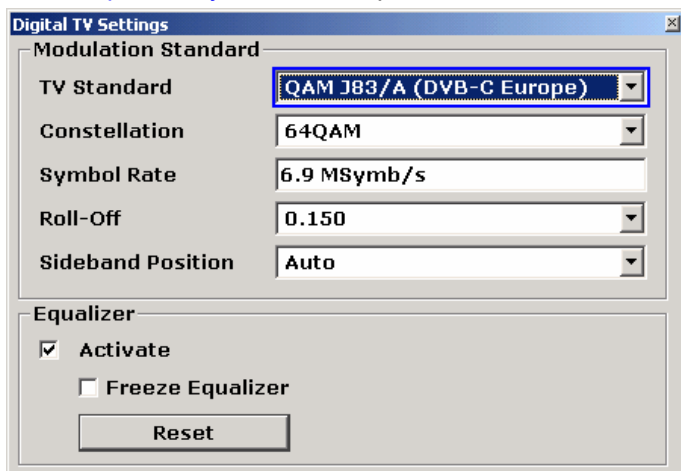 Digital TV Settings
Modulation Standard
TV Standard QAM J83/A (DVB-C Europe)
Constellation 64QAM
Symbol Rate 6.9 MSymb/s
Roll-Off 0.150
Sideband Position Auto
Equalizer
Activate
Freeze Equalizer
Reset